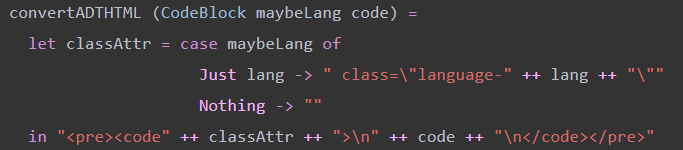 convertADTHTML (CodeBlock maybeLang code) =
  let classAttr = case maybeLang of
                    Just lang -> " class=\"language-" ++ lang ++ "\""
                    Nothing -> ""
  in "<pre><code" ++ classAttr ++ ">\n" ++ code ++ "\n</code></pre>"